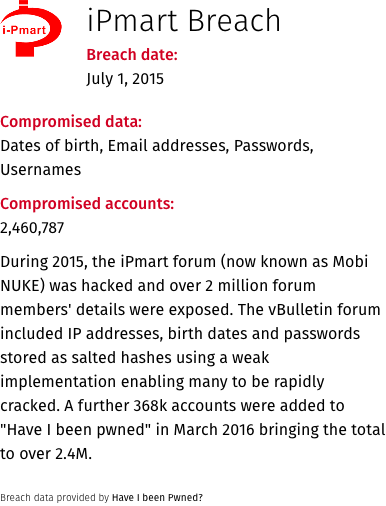 i-Pmart
iPmart Breach
Breach date:
July 1, 2015
Compromised data:
Dates of birth, Email addresses, Passwords,
Usernames
Compromised accounts:
2,460,787
During 2015, the iPmart forum (now known as Mobi
NUKE) was hacked and over 2 million forum
members' details were exposed. The vBulletin forum
included IP addresses, birth dates and passwords
stored as salted hashes using a weak
implementation enabling many to be rapidly
cracked. A further 368k accounts were added to
"Have I been pwned" in March 2016 bringing the total
to over 2.4M.
Breach data provided by Have I been Pwned?